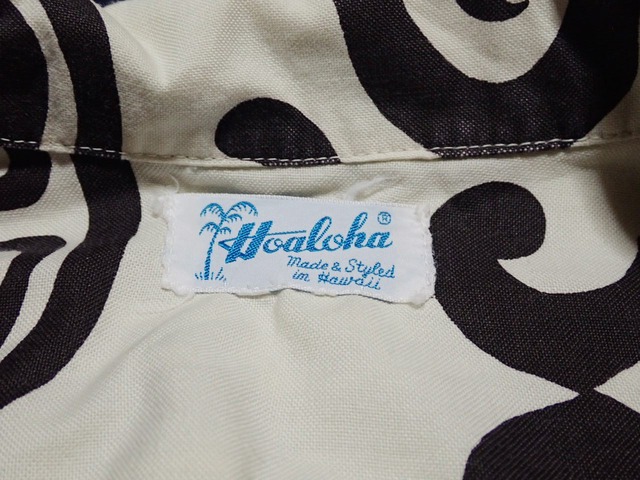 Hoaloha ®
Made & Styled
in Hawaii